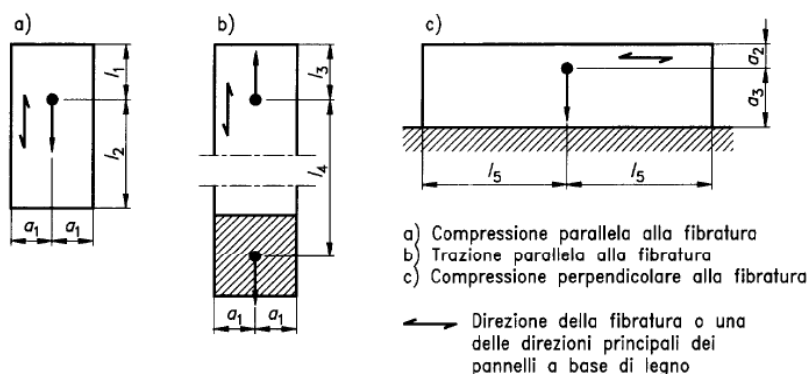 a)
b)
c)
l1
l2
a1 a1
l3
l4
a1 a1
a2
a3
l5 l5
a) Compressione parallela alla fibratura
b) Trazione parallela alla fibratura
c) Compressione perpendicolare alla fibratura
Direzione della fibratura o una
delle direzioni principali dei
pannelli a base di legno